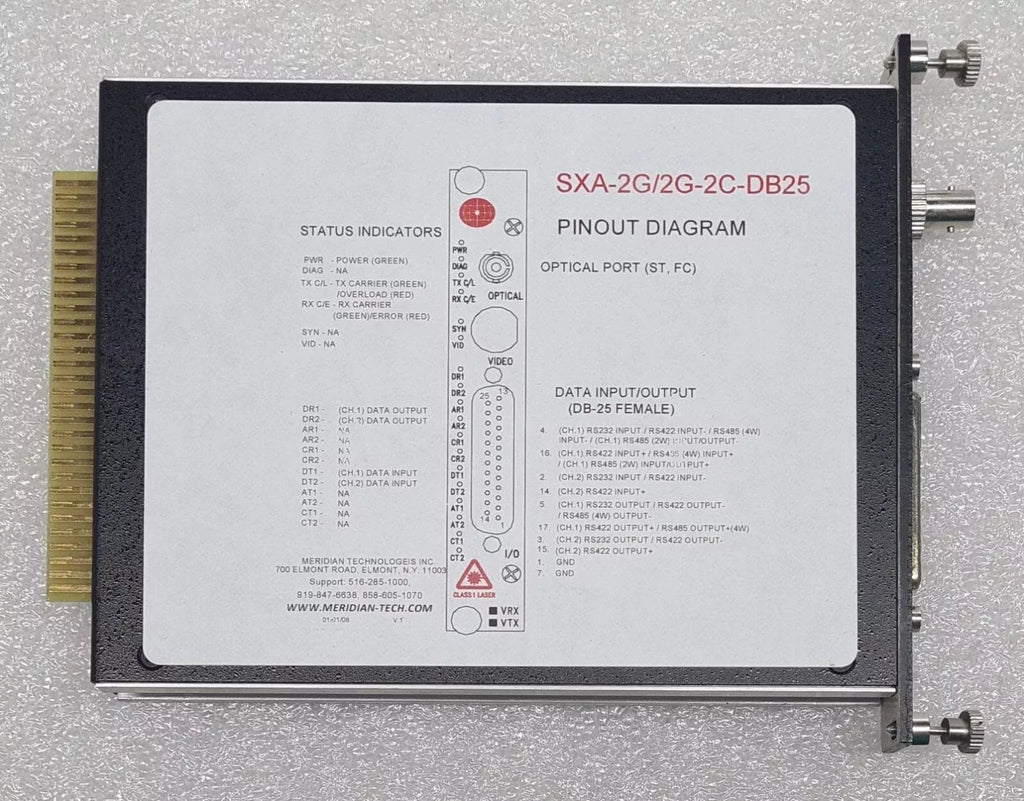 SXA-2G/2G-2C-DB25
PINOUT DIAGRAM
STATUS INDICATORS
PWR - POWER (GREEN)
DIAG - NA
TX C/L - TX CARRIER (GREEN)
/OVERLOAD (RED)
RX C/E - RX CARRIER
(GREEN)/ERROR (RED)
SYN - NA
VID - NA
DR1 - (CH.1) DATA OUTPUT
DR2 - (CH.2) DATA OUTPUT
AR1 - NA
AR2 - NA
CR1 - NA
CR2 - NA
DT1 - (CH.1) DATA INPUT
DT2 - (CH.2) DATA INPUT
AT1 - NA
AT2 - NA
CT1 - NA
CT2 - NA
MERIDIAN TECHNOLOGEIS INC.
700 ELMONT ROAD, ELMONT, N.Y. 11003
Support: 516-285-1000,
919-847-6638, 858-605-1070
WWW.MERIDIAN-TECH.COM
01/01/08 V.1
PWR
DIAG
TX C/L
RX C/E
OPTICAL
SYN
VID
VIDEO
DR1
DR2
AR1
AR2
CR1
CR2
DT1
DT2
AT1
AT2
CT1
CT2
25 13
14 1
I/O
CLASS 1 LASER
VRX
VTX
OPTICAL PORT (ST, FC)
DATA INPUT/OUTPUT
(DB-25 FEMALE)
4. (CH.1) RS232 INPUT / RS422 INPUT- / RS485 (4W)
INPUT- / (CH.1) RS485 (2W) INPUT/OUTPUT-
16. (CH.1) RS422 INPUT+ / RS485 (4W) INPUT+
/ (CH.1) RS485 (2W) INPUT/OUTPUT+
2. (CH.2) RS232 INPUT / RS422 INPUT-
14. (CH.2) RS422 INPUT+
5. (CH.1) RS232 OUTPUT / RS422 OUTPUT-
/ RS485 (4W) OUTPUT-
17. (CH.1) RS422 OUTPUT+ / RS485 OUTPUT+(4W)
3. (CH.2) RS232 OUTPUT / RS422 OUTPUT-
15. (CH.2) RS422 OUTPUT+
1. GND
7. GND